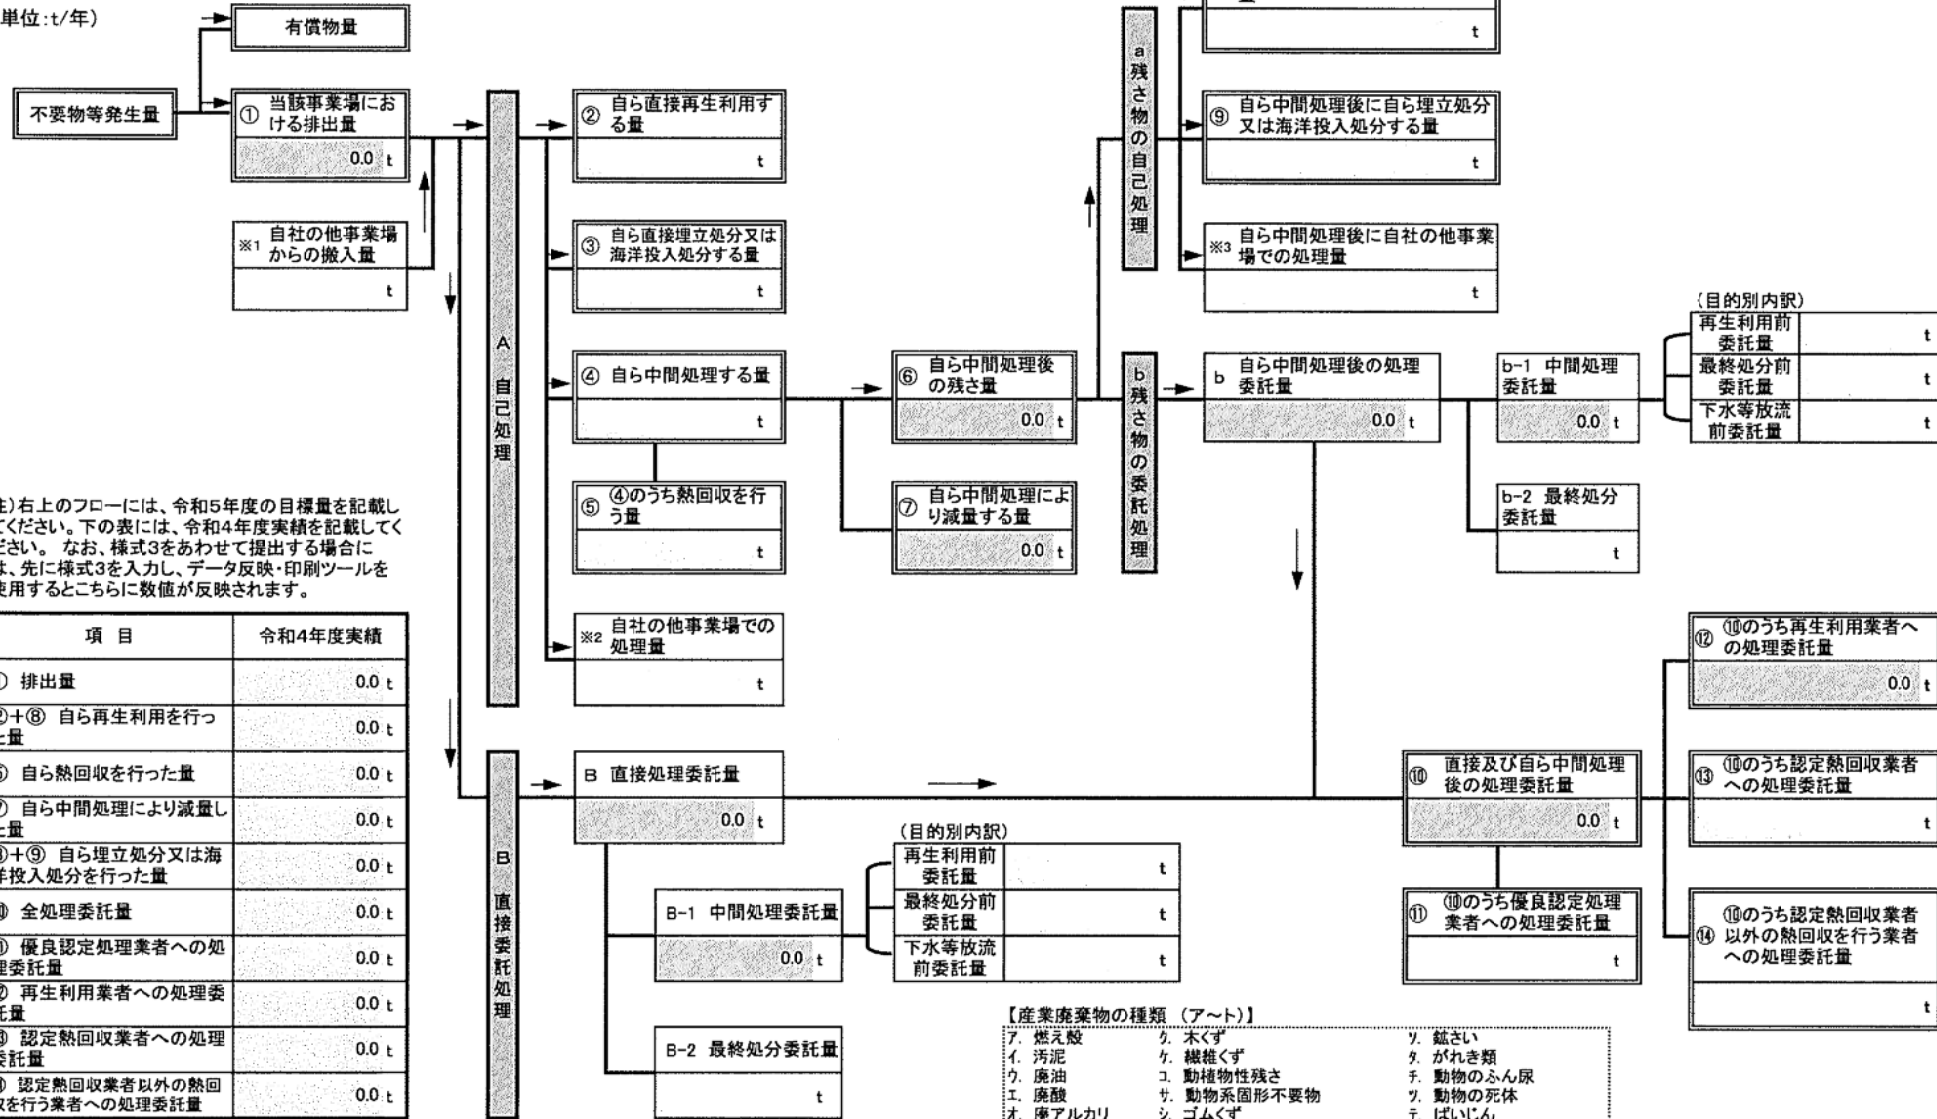 単位:t/年)
有償物量
不要物等発生量
① 当該事業場にお
ける排出量
0.0 t
※1 自社の他事業場
からの搬入量
t
A 自己処理
② 自ら直接再生利用す
る量
t
③ 自ら直接埋立処分又は
海洋投入処分する量
t
④ 自ら中間処理する量
t
⑤ ④のうち熱回収を行
う量
t
※2 自社の他事業場での
処理量
t
⑥ 自ら中間処理後
の残さ量
0.0 t
⑦ 自ら中間処理によ
り減量する量
0.0 t
a 残さ物の自己処理
t
⑨ 自ら中間処理後に自ら埋立処分
又は海洋投入処分する量
t
※3 自ら中間処理後に自社の他事業
場での処理量
t
b 残さ物の委託処理
b 自ら中間処理後の処理
委託量
0.0 t
b-1 中間処理
委託量
0.0 t
(目的別内訳)
再生利用前
委託量 t
最終処分前
委託量 t
下水等放流
前委託量 t
b-2 最終処分
委託量
t
)右上のフローには、令和5年度の目標量を記載し
てください。下の表には、令和4年度実績を記載してく
ださい。 なお、様式3をあわせて提出する場合に
は、先に様式3を入力し、データ反映・印刷ツールを
使用するとこちらに数値が反映されます。
項 目 令和4年度実績
① 排出量 0.0 t
②+⑧ 自ら再生利用を行っ
た量 0.0 t
⑤ 自ら熱回収を行った量 0.0 t
⑦ 自ら中間処理により減量し
た量 0.0 t
③+⑨ 自ら埋立処分又は海
洋投入処分を行った量 0.0 t
⑩ 全処理委託量 0.0 t
⑪ 優良認定処理業者への処
理委託量 0.0 t
⑫ 再生利用業者への処理委
託量 0.0 t
⑬ 認定熱回収業者への処理
委託量 0.0 t
⑭ 認定熱回収業者以外の熱回
収を行う業者への処理委託量 0.0 t
B 直接委託処理
B 直接処理委託量
0.0 t
B-1 中間処理委託量
0.0 t
(目的別内訳)
再生利用前
委託量 t
最終処分前
委託量 t
下水等放流
前委託量 t
B-2 最終処分委託量
t
⑩ 直接及び自ら中間処理
後の処理委託量
0.0 t
⑪ ⑩のうち優良認定処理
業者への処理委託量
t
⑫ ⑩のうち再生利用業者へ
の処理委託量
0.0 t
⑬ ⑩のうち認定熱回収業者
への処理委託量
t
⑭ ⑩のうち認定熱回収業者
以外の熱回収を行う業者
への処理委託量
t
【産業廃棄物の種類 (ア~ト)】
ア. 燃え殻 ク. 木くず ソ. 鉱さい
イ. 汚泥 ケ. 繊維くず タ. がれき類
ウ. 廃油 コ. 動植物性残さ チ. 動物のふん尿
エ. 廃酸 サ. 動物系固形不要物 ツ. 動物の死体
オ. 廃アルカリ シ. ゴムくず テ. ばいじん